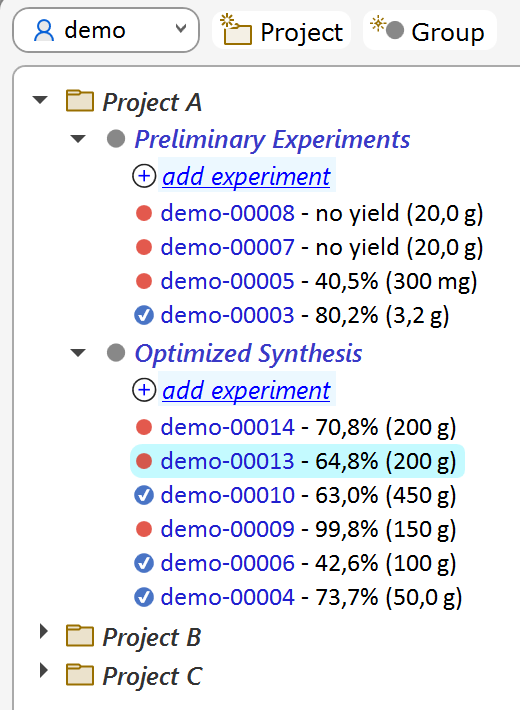 demo Project Group
Project A
Preliminary Experiments
add experiment
demo-00008 - no yield (20,0 g)
demo-00007 - no yield (20,0 g)
demo-00005 - 40,5% (300 mg)
demo-00003 - 80,2% (3,2 g)
Optimized Synthesis
add experiment
demo-00014 - 70,8% (200 g)
demo-00013 - 64,8% (200 g)
demo-00010 - 63,0% (450 g)
demo-00009 - 99,8% (150 g)
demo-00006 - 42,6% (100 g)
demo-00004 - 73,7% (50,0 g)
Project B
Project C